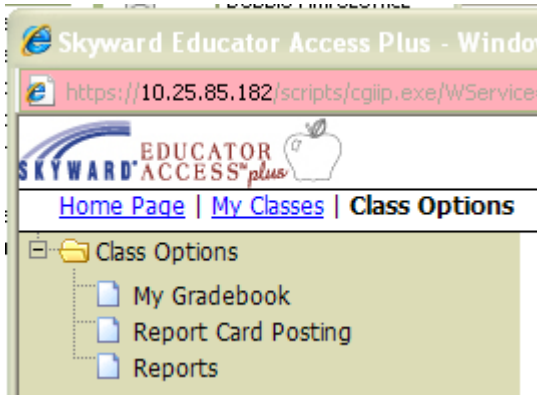 Skyward Educator Access Plus - Windo
https://10.25.85.182/scripts/cgiip.exe/WService
SKYWARD® EDUCATOR ACCESS™ plus
Home Page | My Classes | Class Options
Class Options
My Gradebook
Report Card Posting
Reports